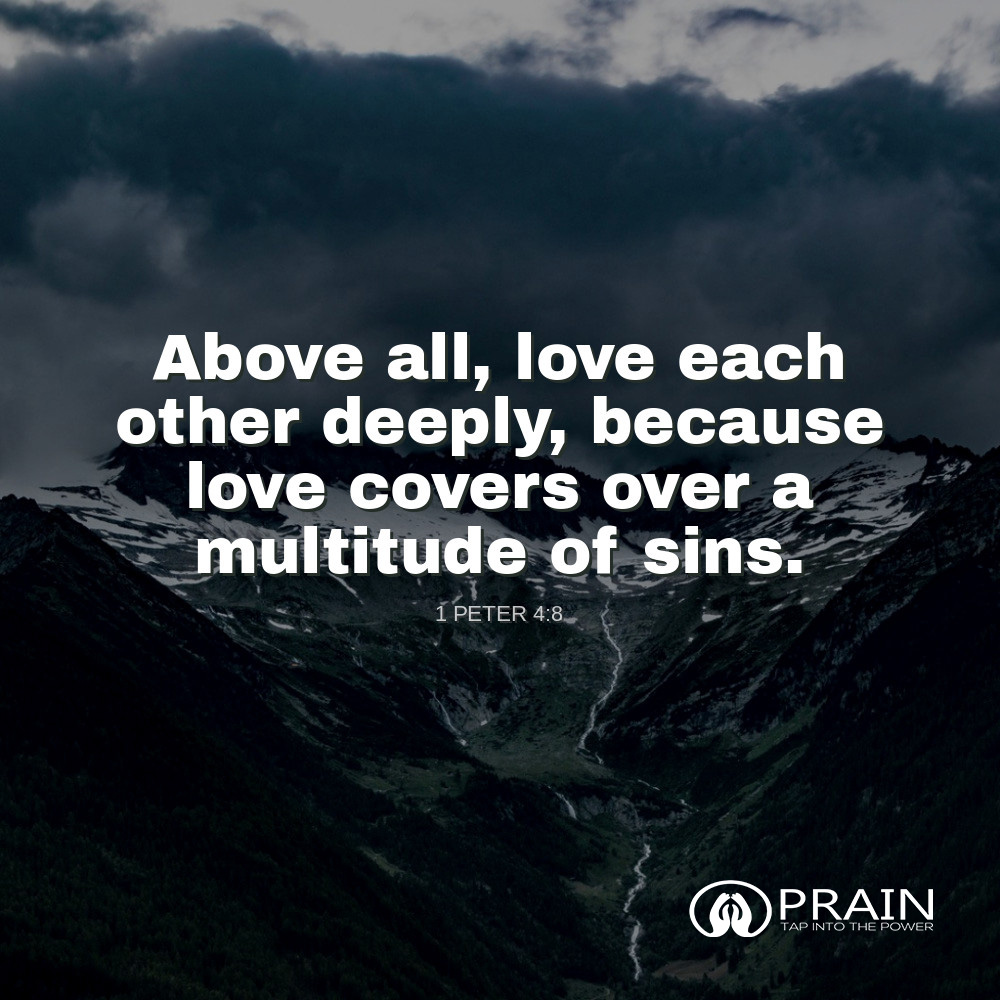 Above all, love each
other deeply, because
love covers over a
multitude of sins.
1 PETER 4:8
PRAIN
TAP INTO THE POWER